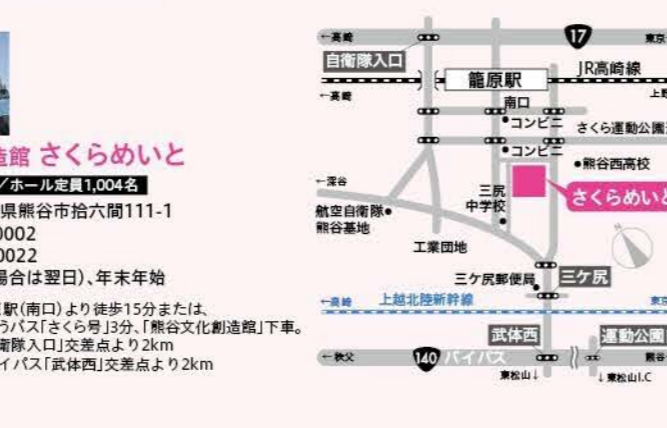 造館 さくらめいと
／ホール定員1,004名
県熊谷市拾六間111-1
0002
0022
場合は翌日)、年末年始
駅(南口)より徒歩15分または、
うバス「さくら号」3分、「熊谷文化創造館」下車。
衛隊入口」交差点より2km
イパス「武体西」交差点より2km
←高崎
17
東京
自衛隊入口
籠原駅
JR高崎線
←高崎
上野
南口
コンビニ
さくら運動公園
コンビニ
熊谷西高校
←深谷
三尻
中学校
さくらめいと
航空自衛隊
熊谷基地
工業団地
三ケ尻郵便局
三ケ尻
←高崎
上越北陸新幹線
東京
武体西
運動公園
←秩父
140 バイパス
熊谷
東松山↓
↓東松山I.C